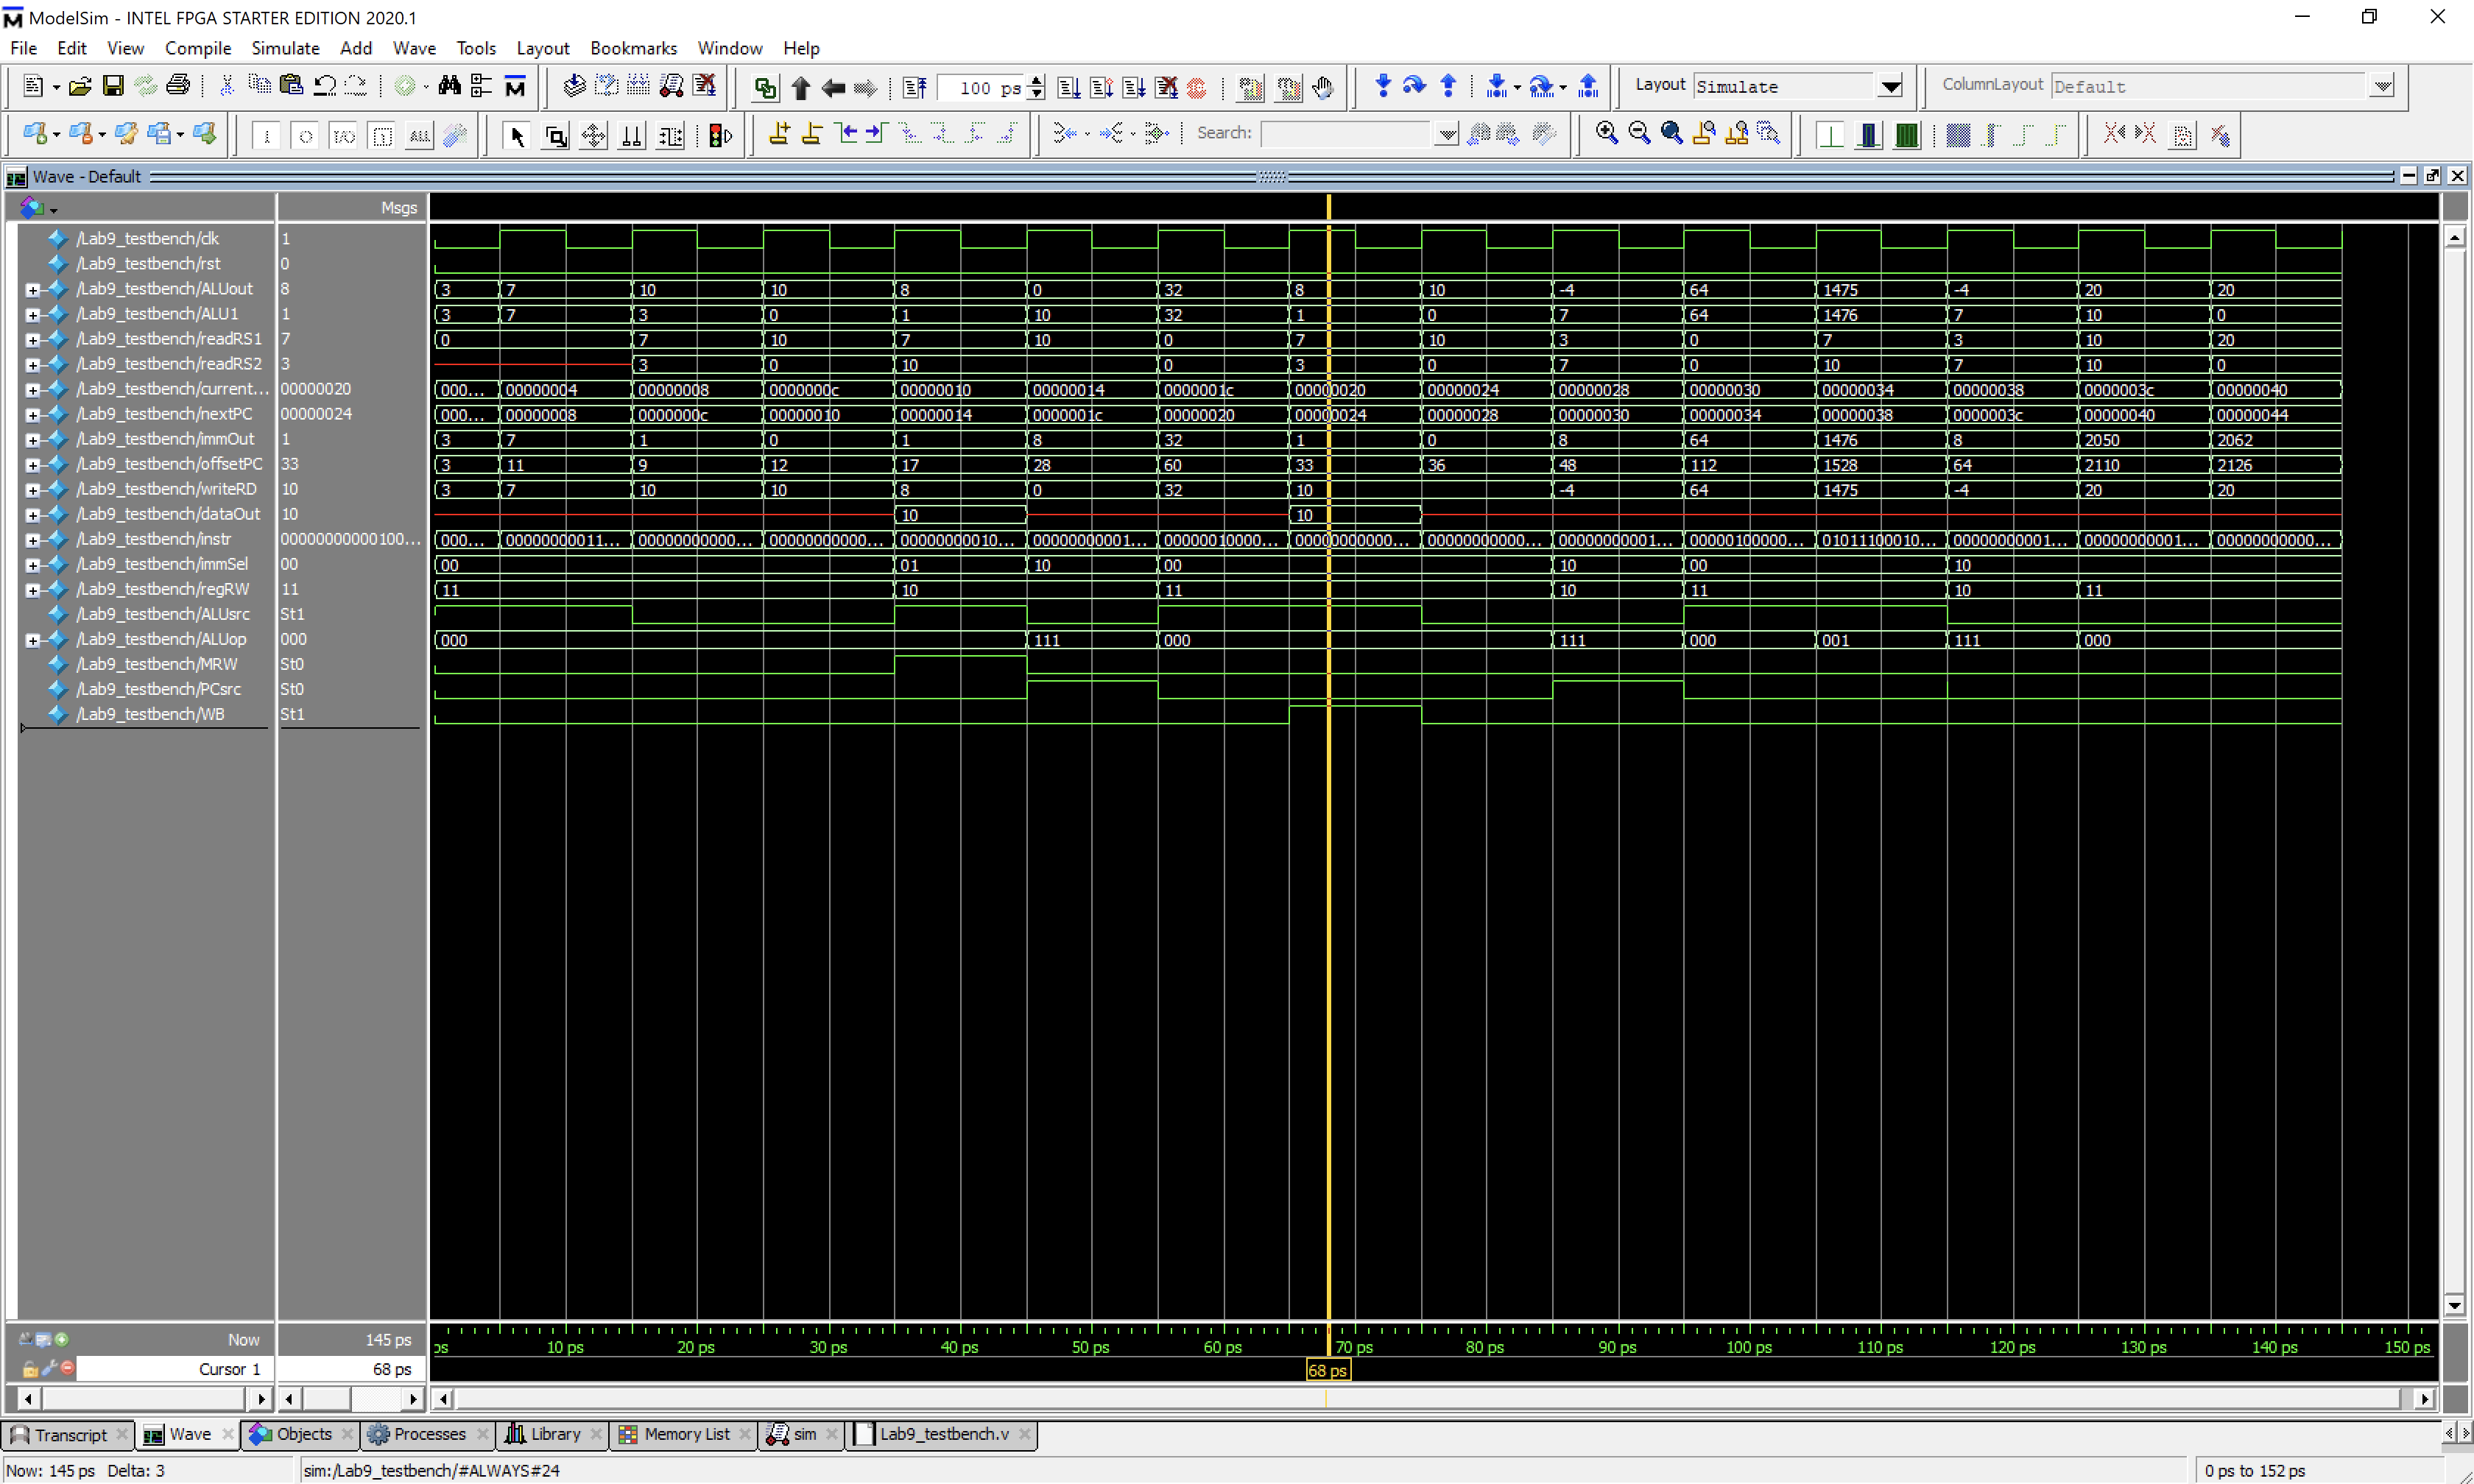 ModelSim - INTEL FPGA STARTER EDITION 2020.1
File Edit View Compile Simulate Add Wave Tools Layout Bookmarks Window Help
100 ps Layout Simulate ColumnLayout Default
ALL Search:
Wave - Default
Msgs
/Lab9_testbench/clk 1
/Lab9_testbench/rst 0
/Lab9_testbench/ALUout 8 3 7 10 10 8 0 32 8 10 -4 64 1475 -4 20 20
/Lab9_testbench/ALU1 1 3 7 3 0 1 10 32 1 0 7 64 1476 7 10 0
/Lab9_testbench/readRS1 7 0 7 10 7 10 0 7 10 3 0 7 3 10 20
/Lab9_testbench/readRS2 3 3 0 10 0 3 0 7 0 10 7 10 0
/Lab9_testbench/current... 00000020 000... 00000004 00000008 0000000c 00000010 00000014 0000001c 00000020 00000024 00000028 00000030 00000034 00000038 0000003c 00000040
/Lab9_testbench/nextPC 00000024 000... 00000008 0000000c 00000010 00000014 0000001c 00000020 00000024 00000028 00000030 00000034 00000038 0000003c 00000040 00000044
/Lab9_testbench/immOut 1 3 7 1 0 1 8 32 1 0 8 64 1476 8 2050 2062
/Lab9_testbench/offsetPC 33 3 11 9 12 17 28 60 33 36 48 112 1528 64 2110 2126
/Lab9_testbench/writeRD 10 3 7 10 10 8 0 32 10 -4 64 1475 -4 20 20
/Lab9_testbench/dataOut 10 10 10
/Lab9_testbench/instr 00000000000100... 000... 00000000011... 00000000000... 00000000000... 00000000010... 00000000001... 00000010000... 00000000000... 00000000000... 00000000001... 00000100000... 01011100010... 00000000001... 00000000001... 00000000000...
/Lab9_testbench/immSel 00 00 01 10 00 10 00 10
/Lab9_testbench/regRW 11 11 10 11 10 11 10 11
/Lab9_testbench/ALUsrc St1
/Lab9_testbench/ALUop 000 000 111 000 111 000 001 111 000
/Lab9_testbench/MRW St0
/Lab9_testbench/PCsrc St0
/Lab9_testbench/WB St1
Now 145 ps ps 10 ps 20 ps 30 ps 40 ps 50 ps 60 ps 70 ps 80 ps 90 ps 100 ps 110 ps 120 ps 130 ps 140 ps 150 ps
Cursor 1 68 ps 68 ps
Transcript Wave Objects Processes Library Memory List sim Lab9_testbench.v
Now: 145 ps Delta: 3 sim:/Lab9_testbench/#ALWAYS#24 0 ps to 152 ps